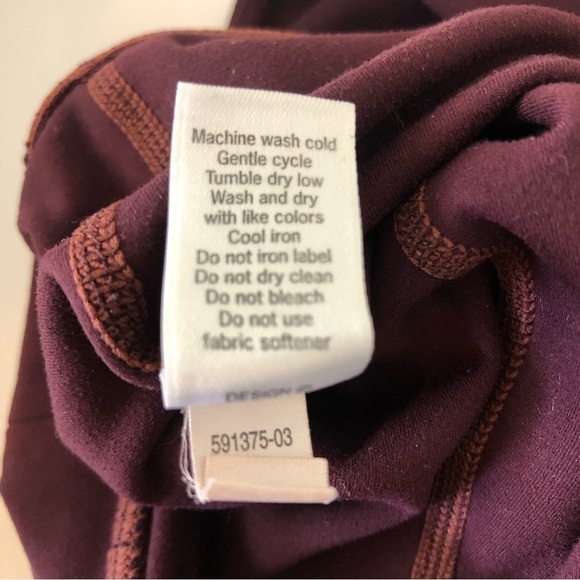 Machine wash cold
Gentle cycle
Tumble dry low
Wash and dry
with like colors
Cool iron
Do not iron label
Do not dry clean
Do not bleach
Do not use
fabric softener
DESIGN ©
591375-03